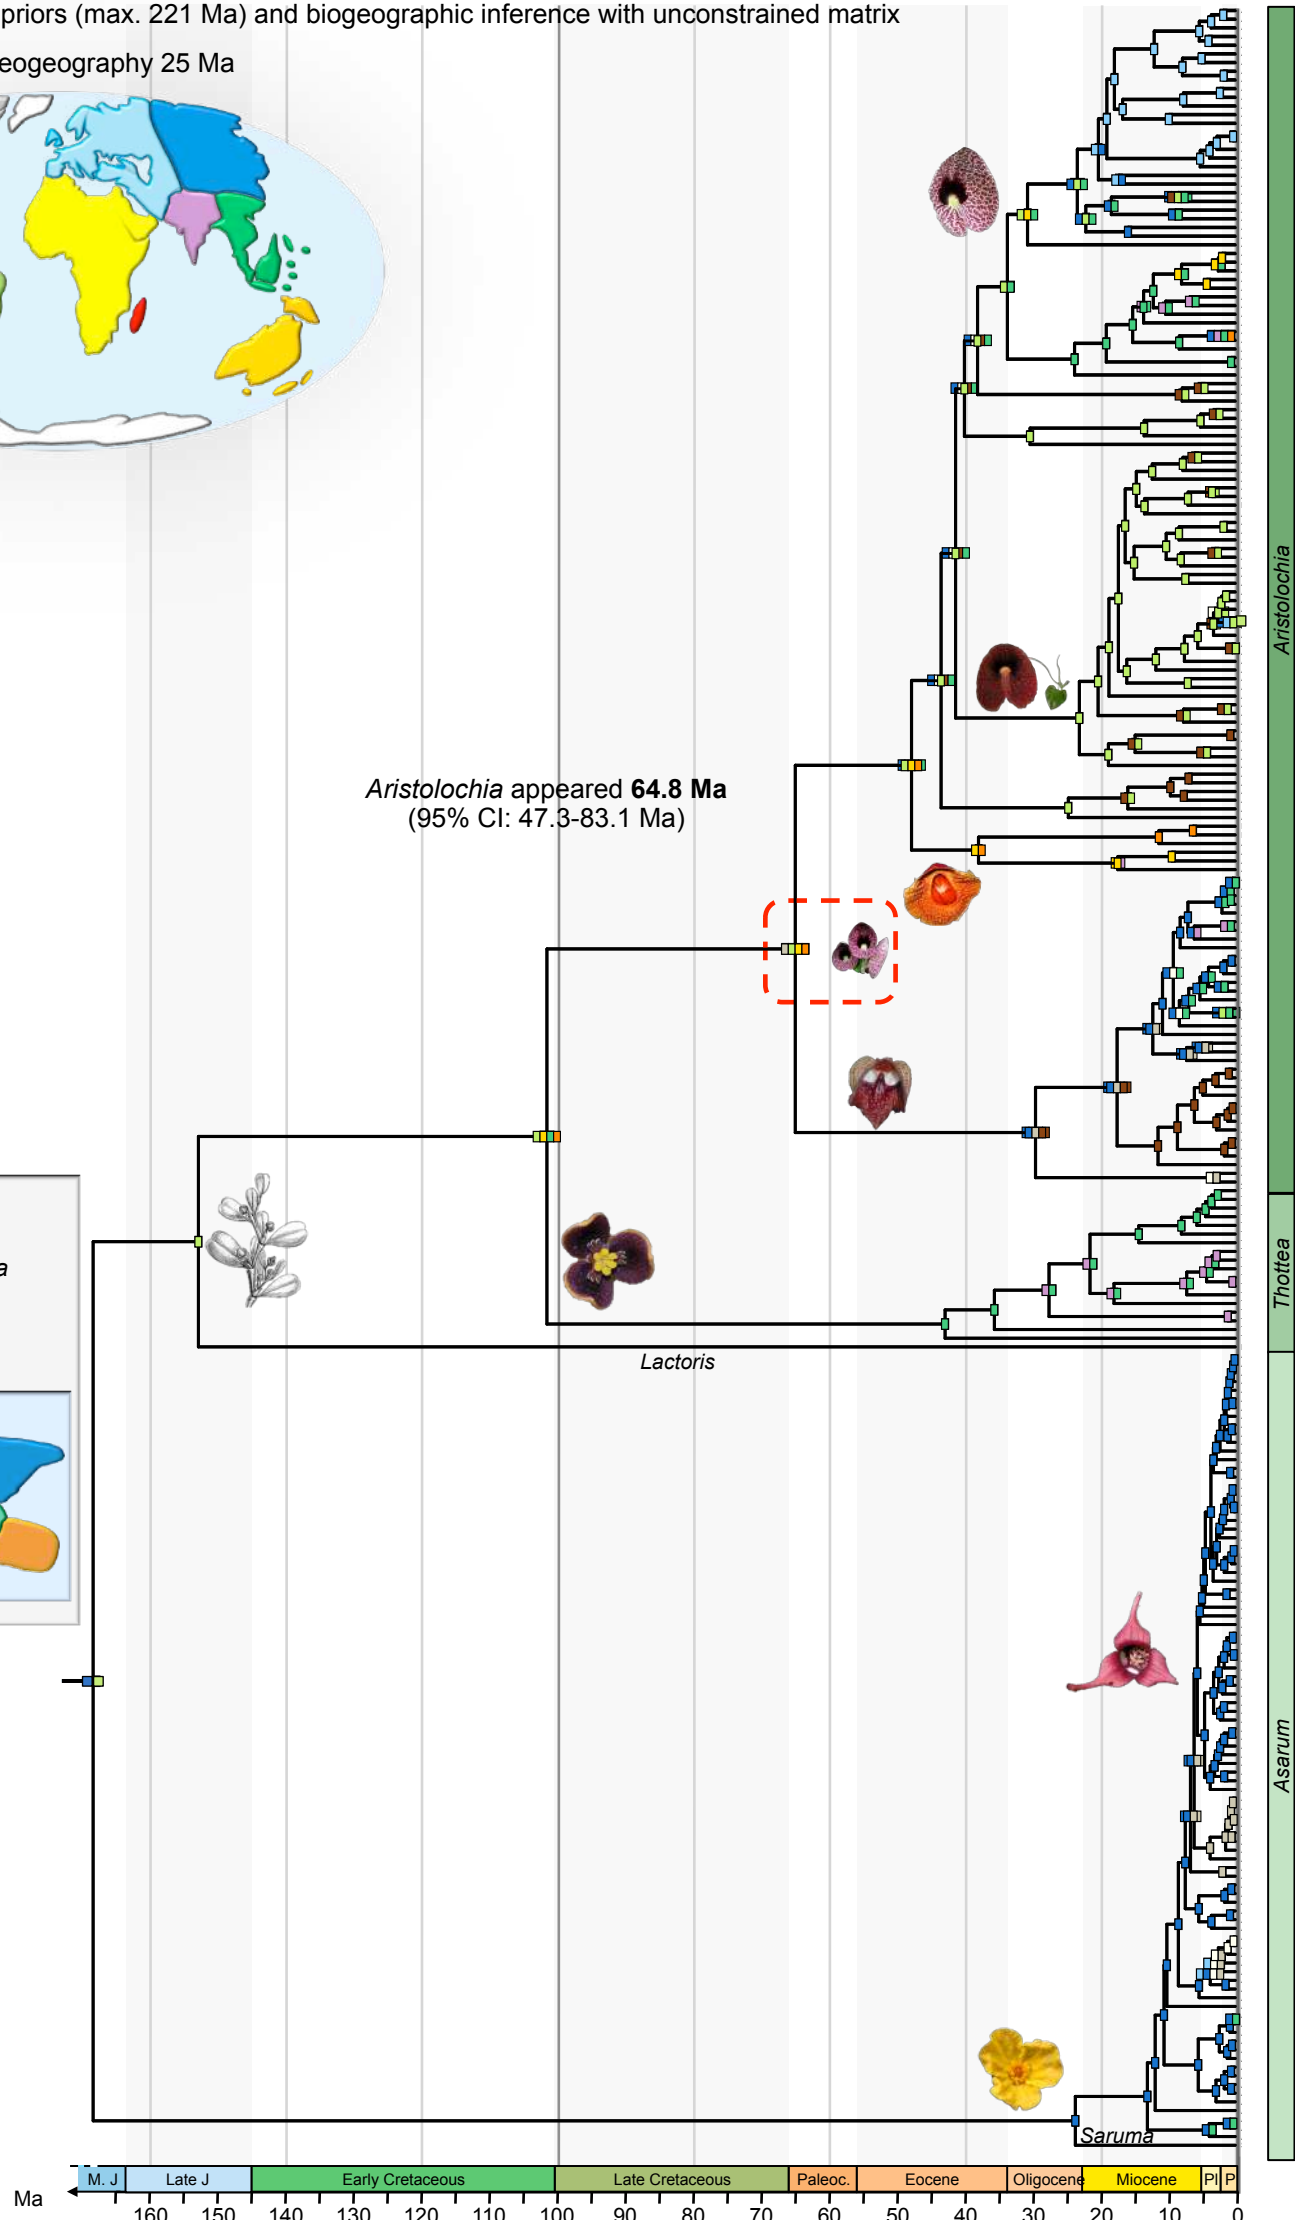 priors (max. 221 Ma) and biogeographic inference with unconstrained matrix
eogeography 25 Ma
Aristolochia appeared 64.8 Ma
(95% CI: 47.3-83.1 Ma)
a
Lactoris
Saruma
Aristolochia
Thottea
Asarum
M. J
Late J
Early Cretaceous
Late Cretaceous
Paleoc.
Eocene
Oligocene
Miocene
Pl
P
Ma
160 150 140 130 120 110 100 90 80 70 60 50 40 30 20 10 0